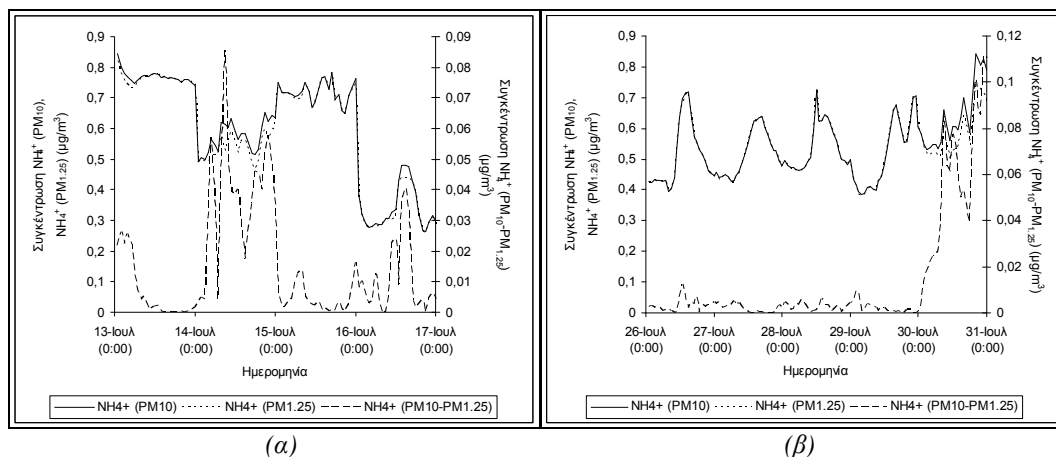 0,9
0,8
0,7
0,6
0,5
0,4
0,3
0,2
0,1
0
Συγκέντρωση NH₄⁺ (PM₁₀),
NH₄⁺ (PM₁.₂₅) (μg/m³)
0,09
0,08
0,07
0,06
0,05
0,04
0,03
0,02
0,01
0
Συγκέντρωση NH₄⁺ (PM₁₀-PM₁.₂₅)
(μg/m³)
13-Ιουλ 14-Ιουλ 15-Ιουλ 16-Ιουλ 17-Ιουλ
(0:00) (0:00) (0:00) (0:00) (0:00)
Ημερομηνία
NH4+ (PM10) NH4+ (PM1.25) NH4+ (PM10-PM1.25)
(α)
0,9
0,8
0,7
0,6
0,5
0,4
0,3
0,2
0,1
0
Συγκέντρωση NH₄⁺ (PM₁₀),
NH₄⁺ (PM₁.₂₅) (μg/m³)
0,12
0,1
0,08
0,06
0,04
0,02
0
Συγκέντρωση NH₄⁺
(PM₁₀-PM₁.₂₅) (μg/m³)
26-Ιουλ 27-Ιουλ 28-Ιουλ 29-Ιουλ 30-Ιουλ 31-Ιουλ
(0:00) (0:00) (0:00) (0:00) (0:00) (0:00)
Ημερομηνία
NH4+ (PM10) NH4+ (PM1.25) NH4+ (PM10-PM1.25)
(β)